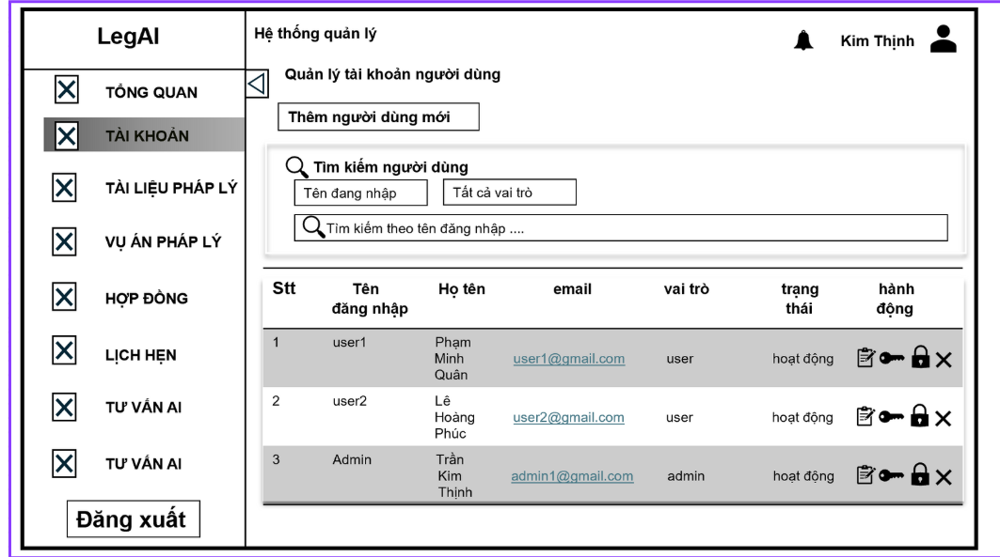 LegAI
Hệ thống quản lý
Kim Thịnh
TỔNG QUAN
TÀI KHOẢN
TÀI LIỆU PHÁP LÝ
VỤ ÁN PHÁP LÝ
HỢP ĐỒNG
LỊCH HẸN
TƯ VẤN AI
TƯ VẤN AI
Đăng xuất
Quản lý tài khoản người dùng
Thêm người dùng mới
Tìm kiếm người dùng
Tên đang nhập
Tất cả vai trò
Tìm kiếm theo tên đăng nhập ....
Stt Tên đăng nhập Họ tên email vai trò trạng thái hành động
1 user1 Phạm Minh Quân user1@gmail.com user hoạt động
2 user2 Lê Hoàng Phúc user2@gmail.com user hoạt động
3 Admin Trần Kim Thịnh admin1@gmail.com admin hoạt động